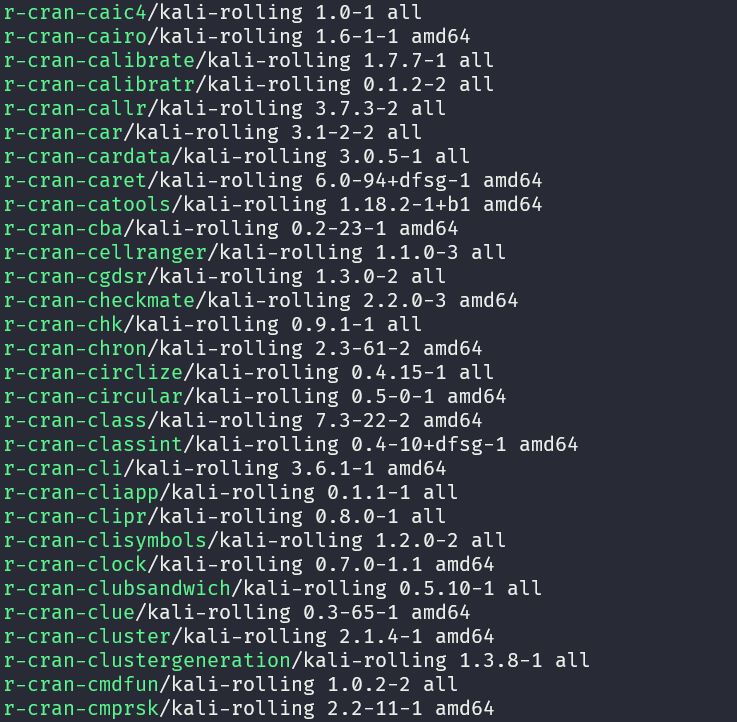 r-cran-caic4/kali-rolling 1.0-1 all
r-cran-cairo/kali-rolling 1.6-1-1 amd64
r-cran-calibrate/kali-rolling 1.7.7-1 all
r-cran-calibratr/kali-rolling 0.1.2-2 all
r-cran-callr/kali-rolling 3.7.3-2 all
r-cran-car/kali-rolling 3.1-2-2 all
r-cran-cardata/kali-rolling 3.0.5-1 all
r-cran-caret/kali-rolling 6.0-94+dfsg-1 amd64
r-cran-catools/kali-rolling 1.18.2-1+b1 amd64
r-cran-cba/kali-rolling 0.2-23-1 amd64
r-cran-cellranger/kali-rolling 1.1.0-3 all
r-cran-cgdsr/kali-rolling 1.3.0-2 all
r-cran-checkmate/kali-rolling 2.2.0-3 amd64
r-cran-chk/kali-rolling 0.9.1-1 all
r-cran-chron/kali-rolling 2.3-61-2 amd64
r-cran-circlize/kali-rolling 0.4.15-1 all
r-cran-circular/kali-rolling 0.5-0-1 amd64
r-cran-class/kali-rolling 7.3-22-2 amd64
r-cran-classint/kali-rolling 0.4-10+dfsg-1 amd64
r-cran-cli/kali-rolling 3.6.1-1 amd64
r-cran-cliapp/kali-rolling 0.1.1-1 all
r-cran-clipr/kali-rolling 0.8.0-1 all
r-cran-clisymbols/kali-rolling 1.2.0-2 all
r-cran-clock/kali-rolling 0.7.0-1.1 amd64
r-cran-clubsandwich/kali-rolling 0.5.10-1 all
r-cran-clue/kali-rolling 0.3-65-1 amd64
r-cran-cluster/kali-rolling 2.1.4-1 amd64
r-cran-clustergeneration/kali-rolling 1.3.8-1 all
r-cran-cmdfun/kali-rolling 1.0.2-2 all
r-cran-cmprsk/kali-rolling 2.2-11-1 amd64